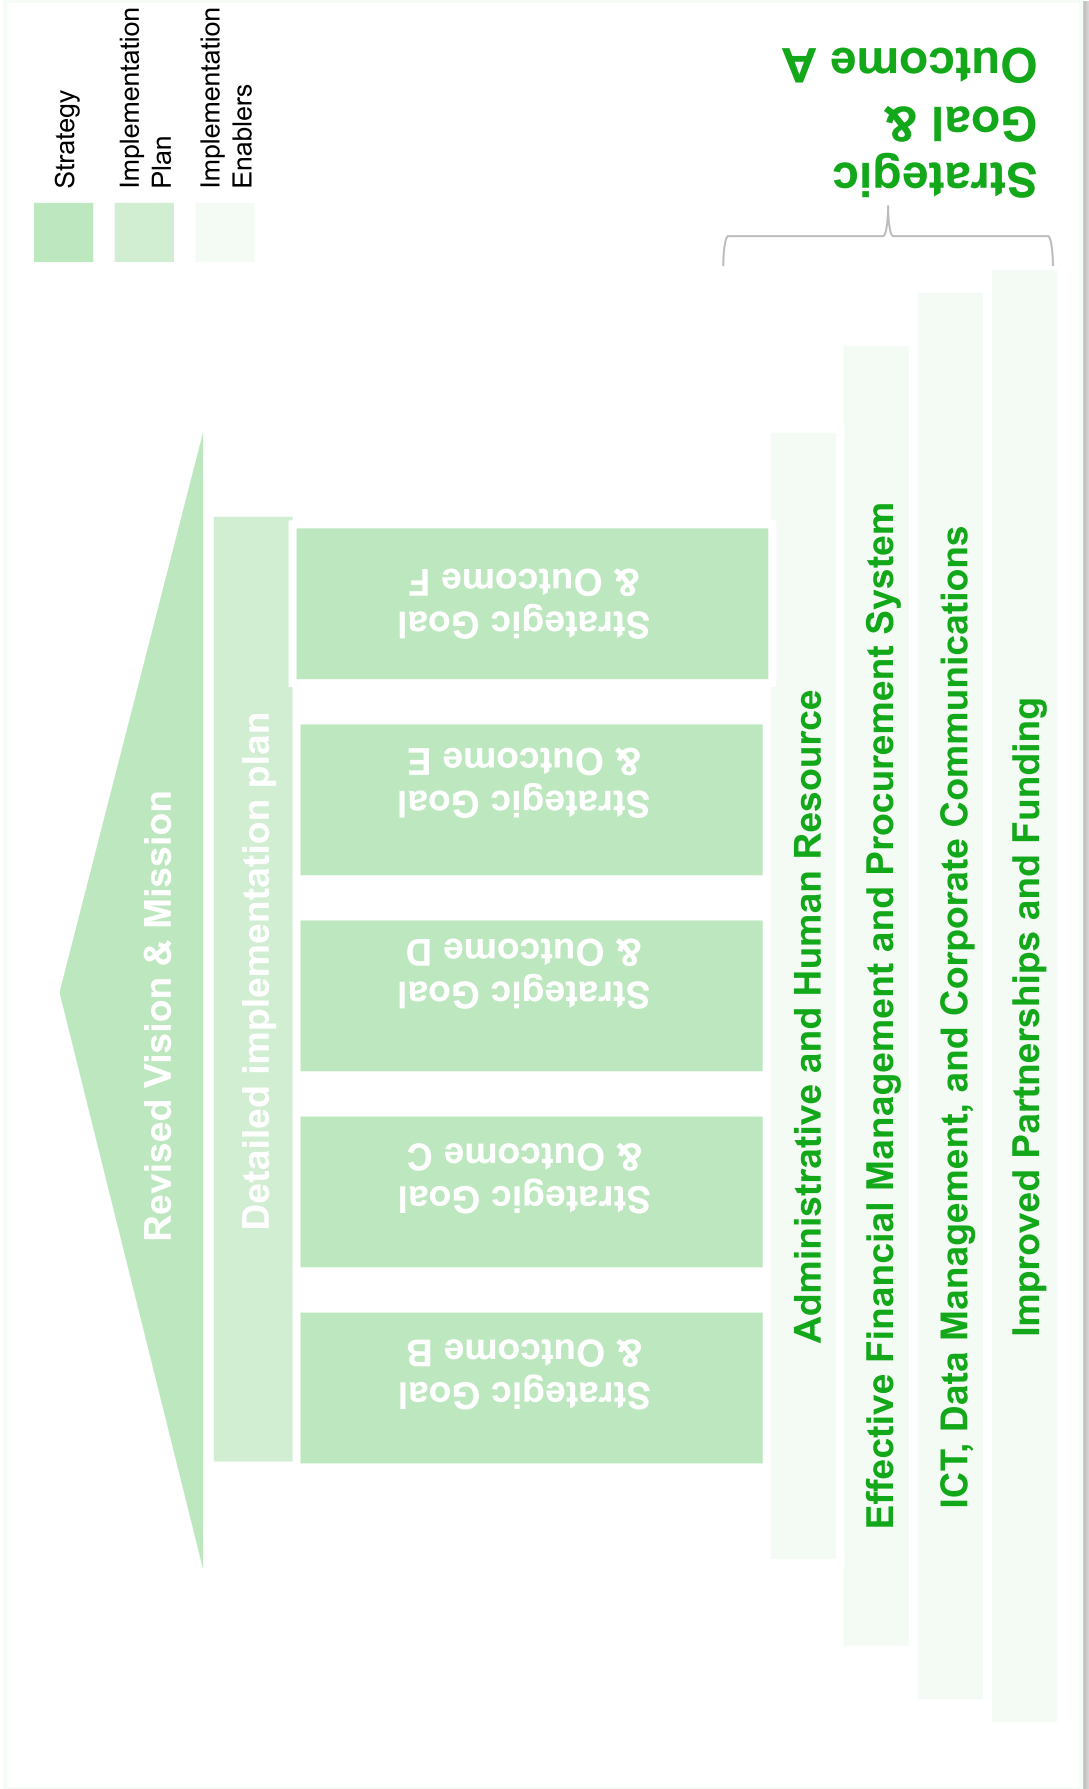 Strategy
Implementation
Plan
Implementation
Enablers
Revised Vision & Mission
Detailed implementation plan
Strategic Goal
& Outcome B
Strategic Goal
& Outcome C
Strategic Goal
& Outcome D
Strategic Goal
& Outcome E
Strategic Goal
& Outcome F
Administrative and Human Resource
Effective Financial Management and Procurement System
ICT, Data Management, and Corporate Communications
Improved Partnerships and Funding
Strategic
Goal &
Outcome A